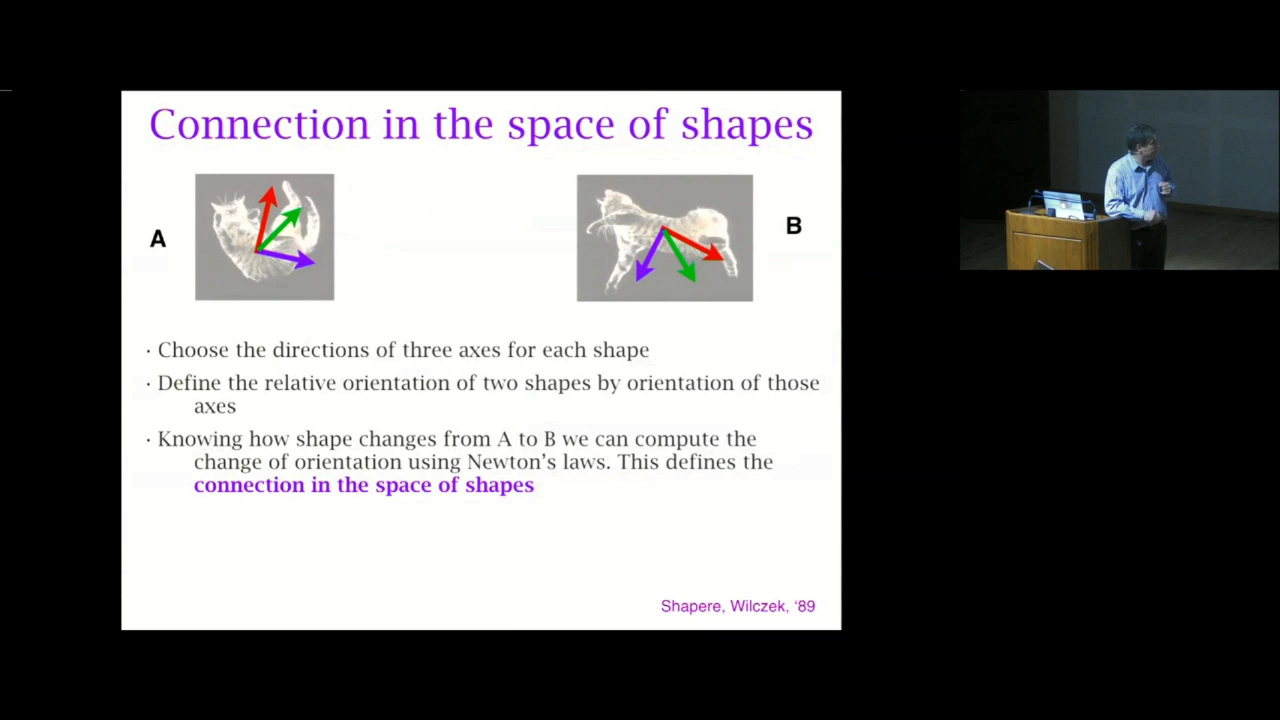 Connection in the space of shapes
A
B
· Choose the directions of three axes for each shape
· Define the relative orientation of two shapes by orientation of those
axes
· Knowing how shape changes from A to B we can compute the
change of orientation using Newton's laws. This defines the
connection in the space of shapes
Shapere, Wilczek, ‘89